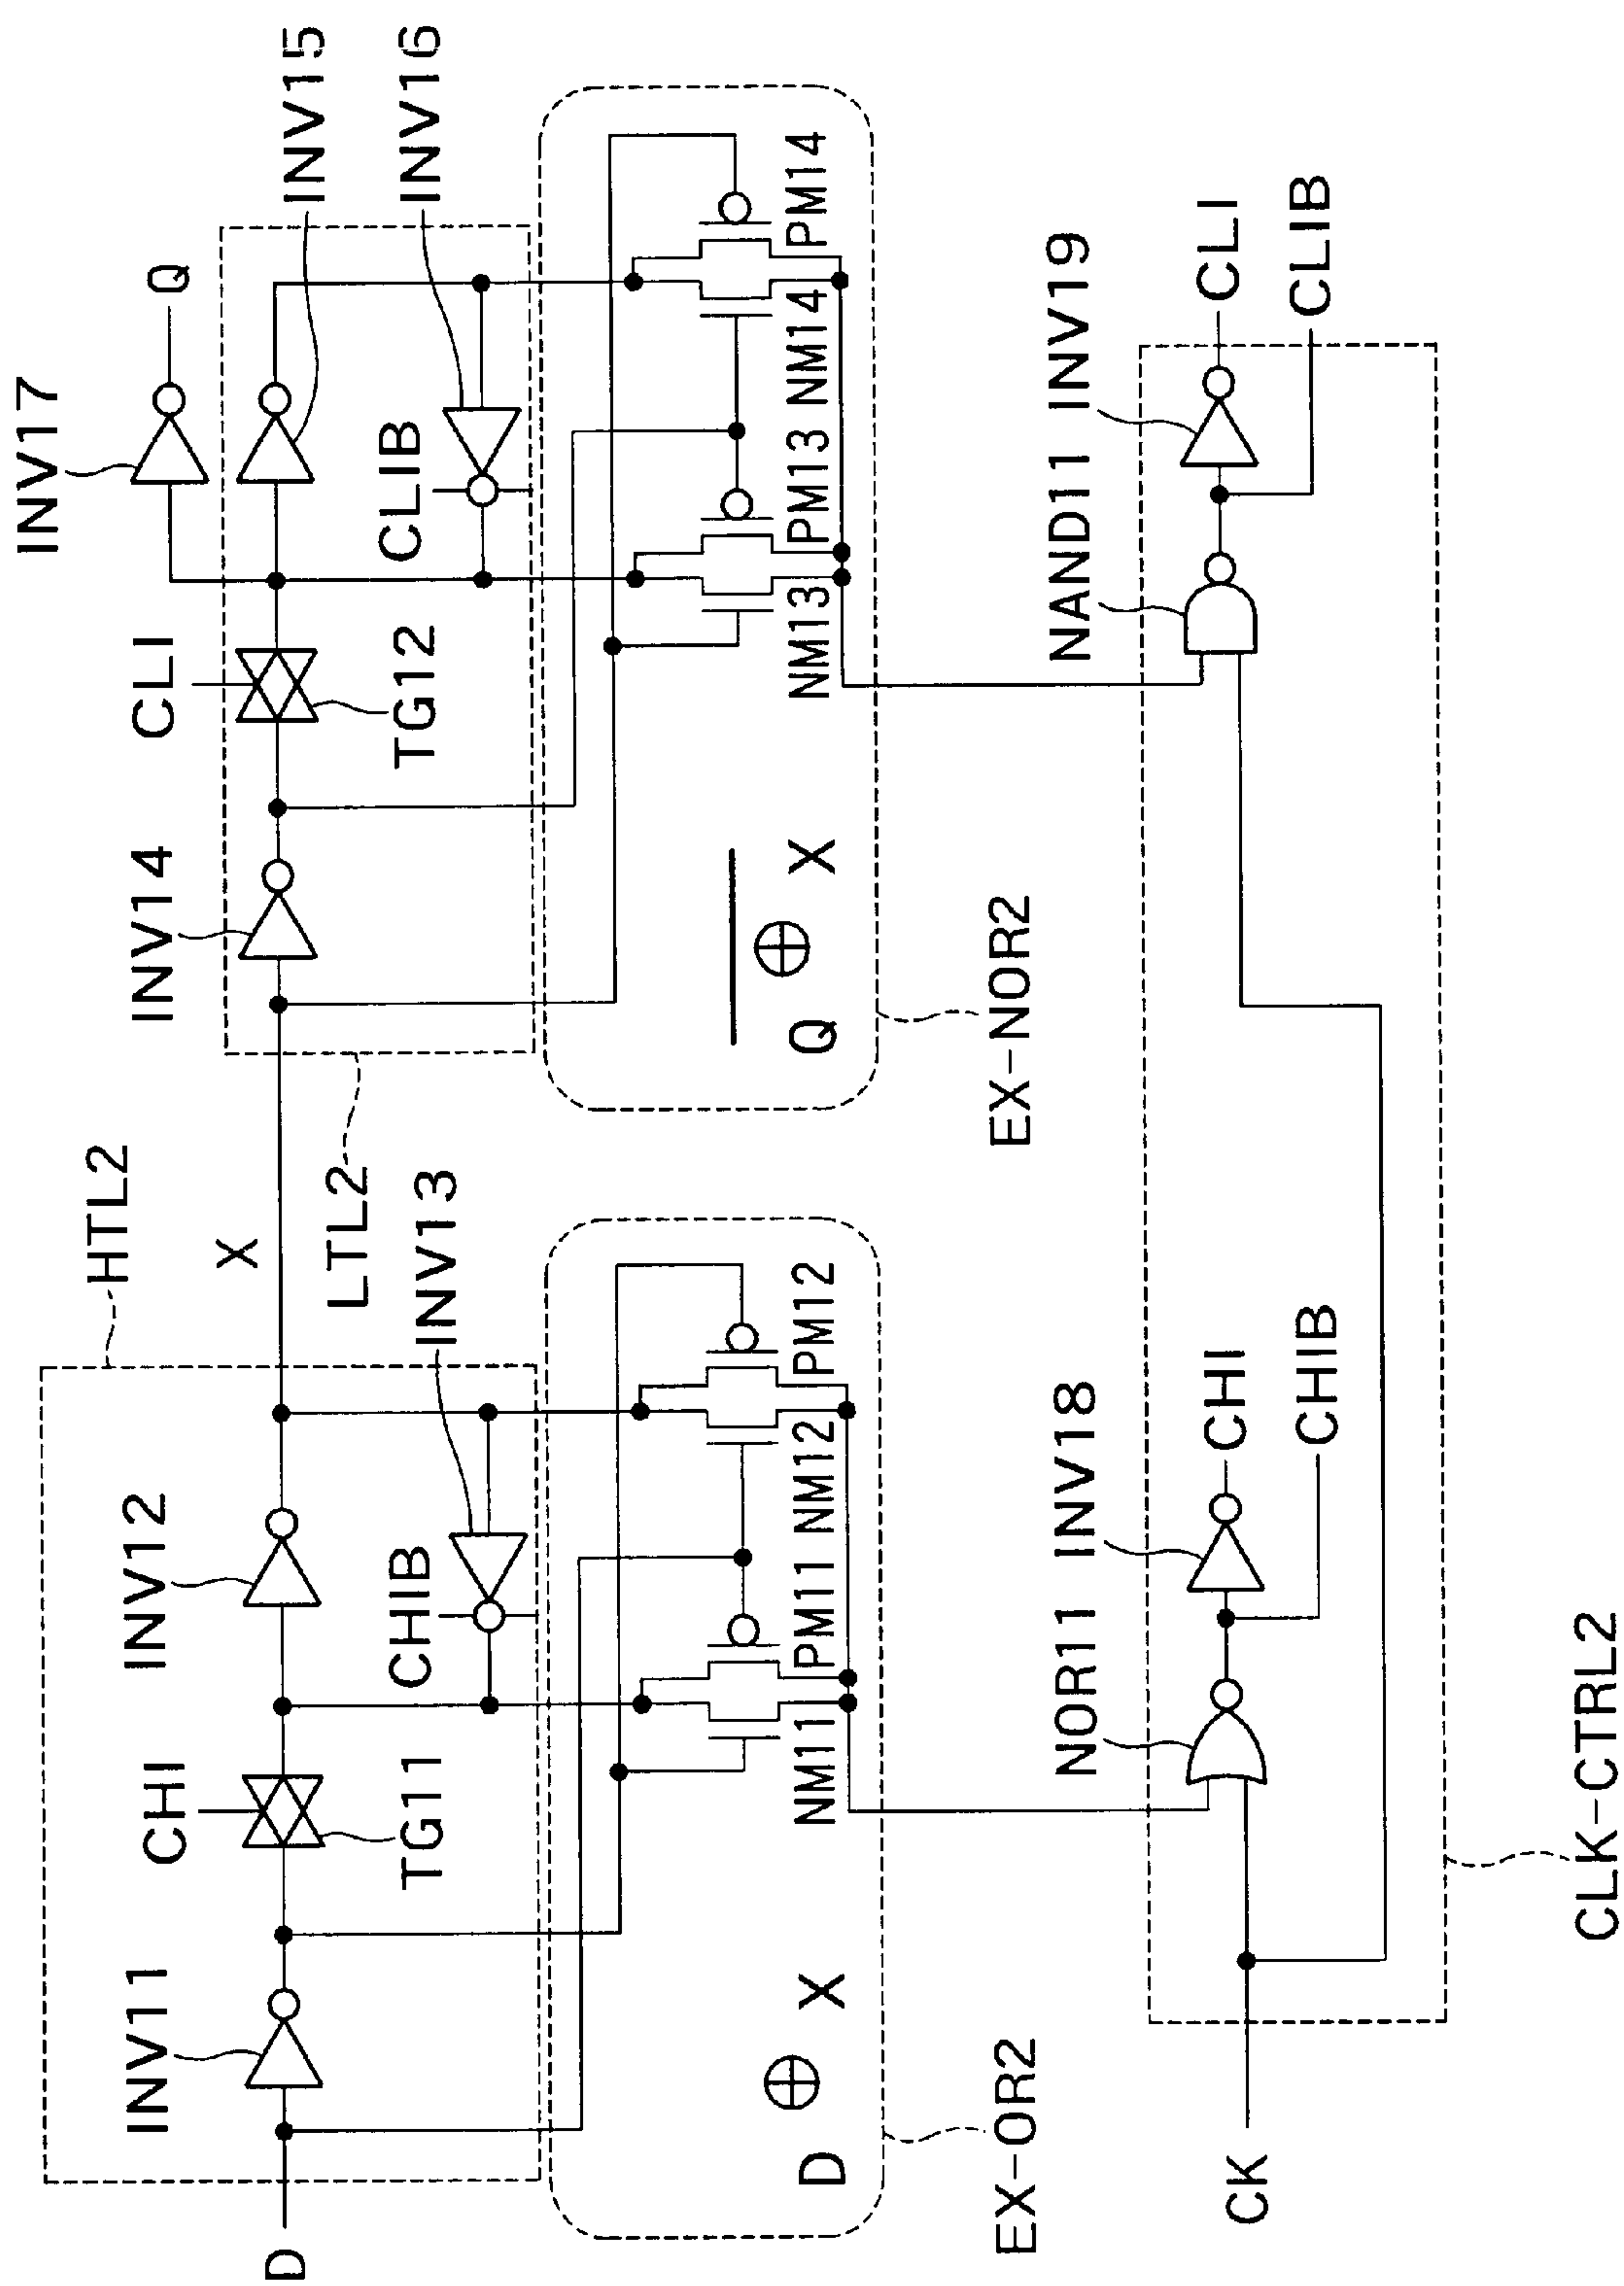 HTL2
INV11
CHI
INV12
INV17
Q
D
TG11
CHIB
INV13
X
LTL2
INV14
CLI
TG12
CLIB
INV15
INV16
D ⊕ X
NM11
PM11
NM12
PM12
EX-OR2
Q ⊕ X
NM13
PM13
NM14
PM14
EX-NOR2
CK
NOR11
INV18
CHI
CHIB
NAND11
INV19
CLI
CLIB
CLK-CTRL2